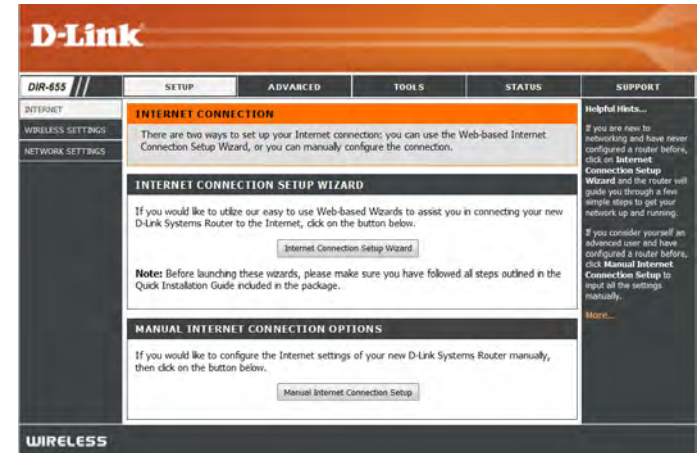 D-Link
DIR-655
SETUP
ADVANCED
TOOLS
STATUS
SUPPORT
INTERNET
WIRELESS SETTINGS
NETWORK SETTINGS
INTERNET CONNECTION
There are two ways to set up your Internet connection: you can use the Web-based Internet
Connection Setup Wizard, or you can manually configure the connection.
INTERNET CONNECTION SETUP WIZARD
If you would like to utilize our easy to use Web-based Wizards to assist you in connecting your new
D-Link Systems Router to the Internet, click on the button below.
Internet Connection Setup Wizard
Note: Before launching these wizards, please make sure you have followed all steps outlined in the
Quick Installation Guide included in the package.
MANUAL INTERNET CONNECTION OPTIONS
If you would like to configure the Internet settings of your new D-Link Systems Router manually,
then click on the button below.
Manual Internet Connection Setup
Helpful Hints...
If you are new to
networking and have never
configured a router before,
click on Internet
Connection Setup
Wizard and the router will
guide you through a few
simple steps to get your
network up and running.
If you consider yourself an
advanced user and have
configured a router before,
click Manual Internet
Connection Setup to
input all the settings
manually.
More...
WIRELESS